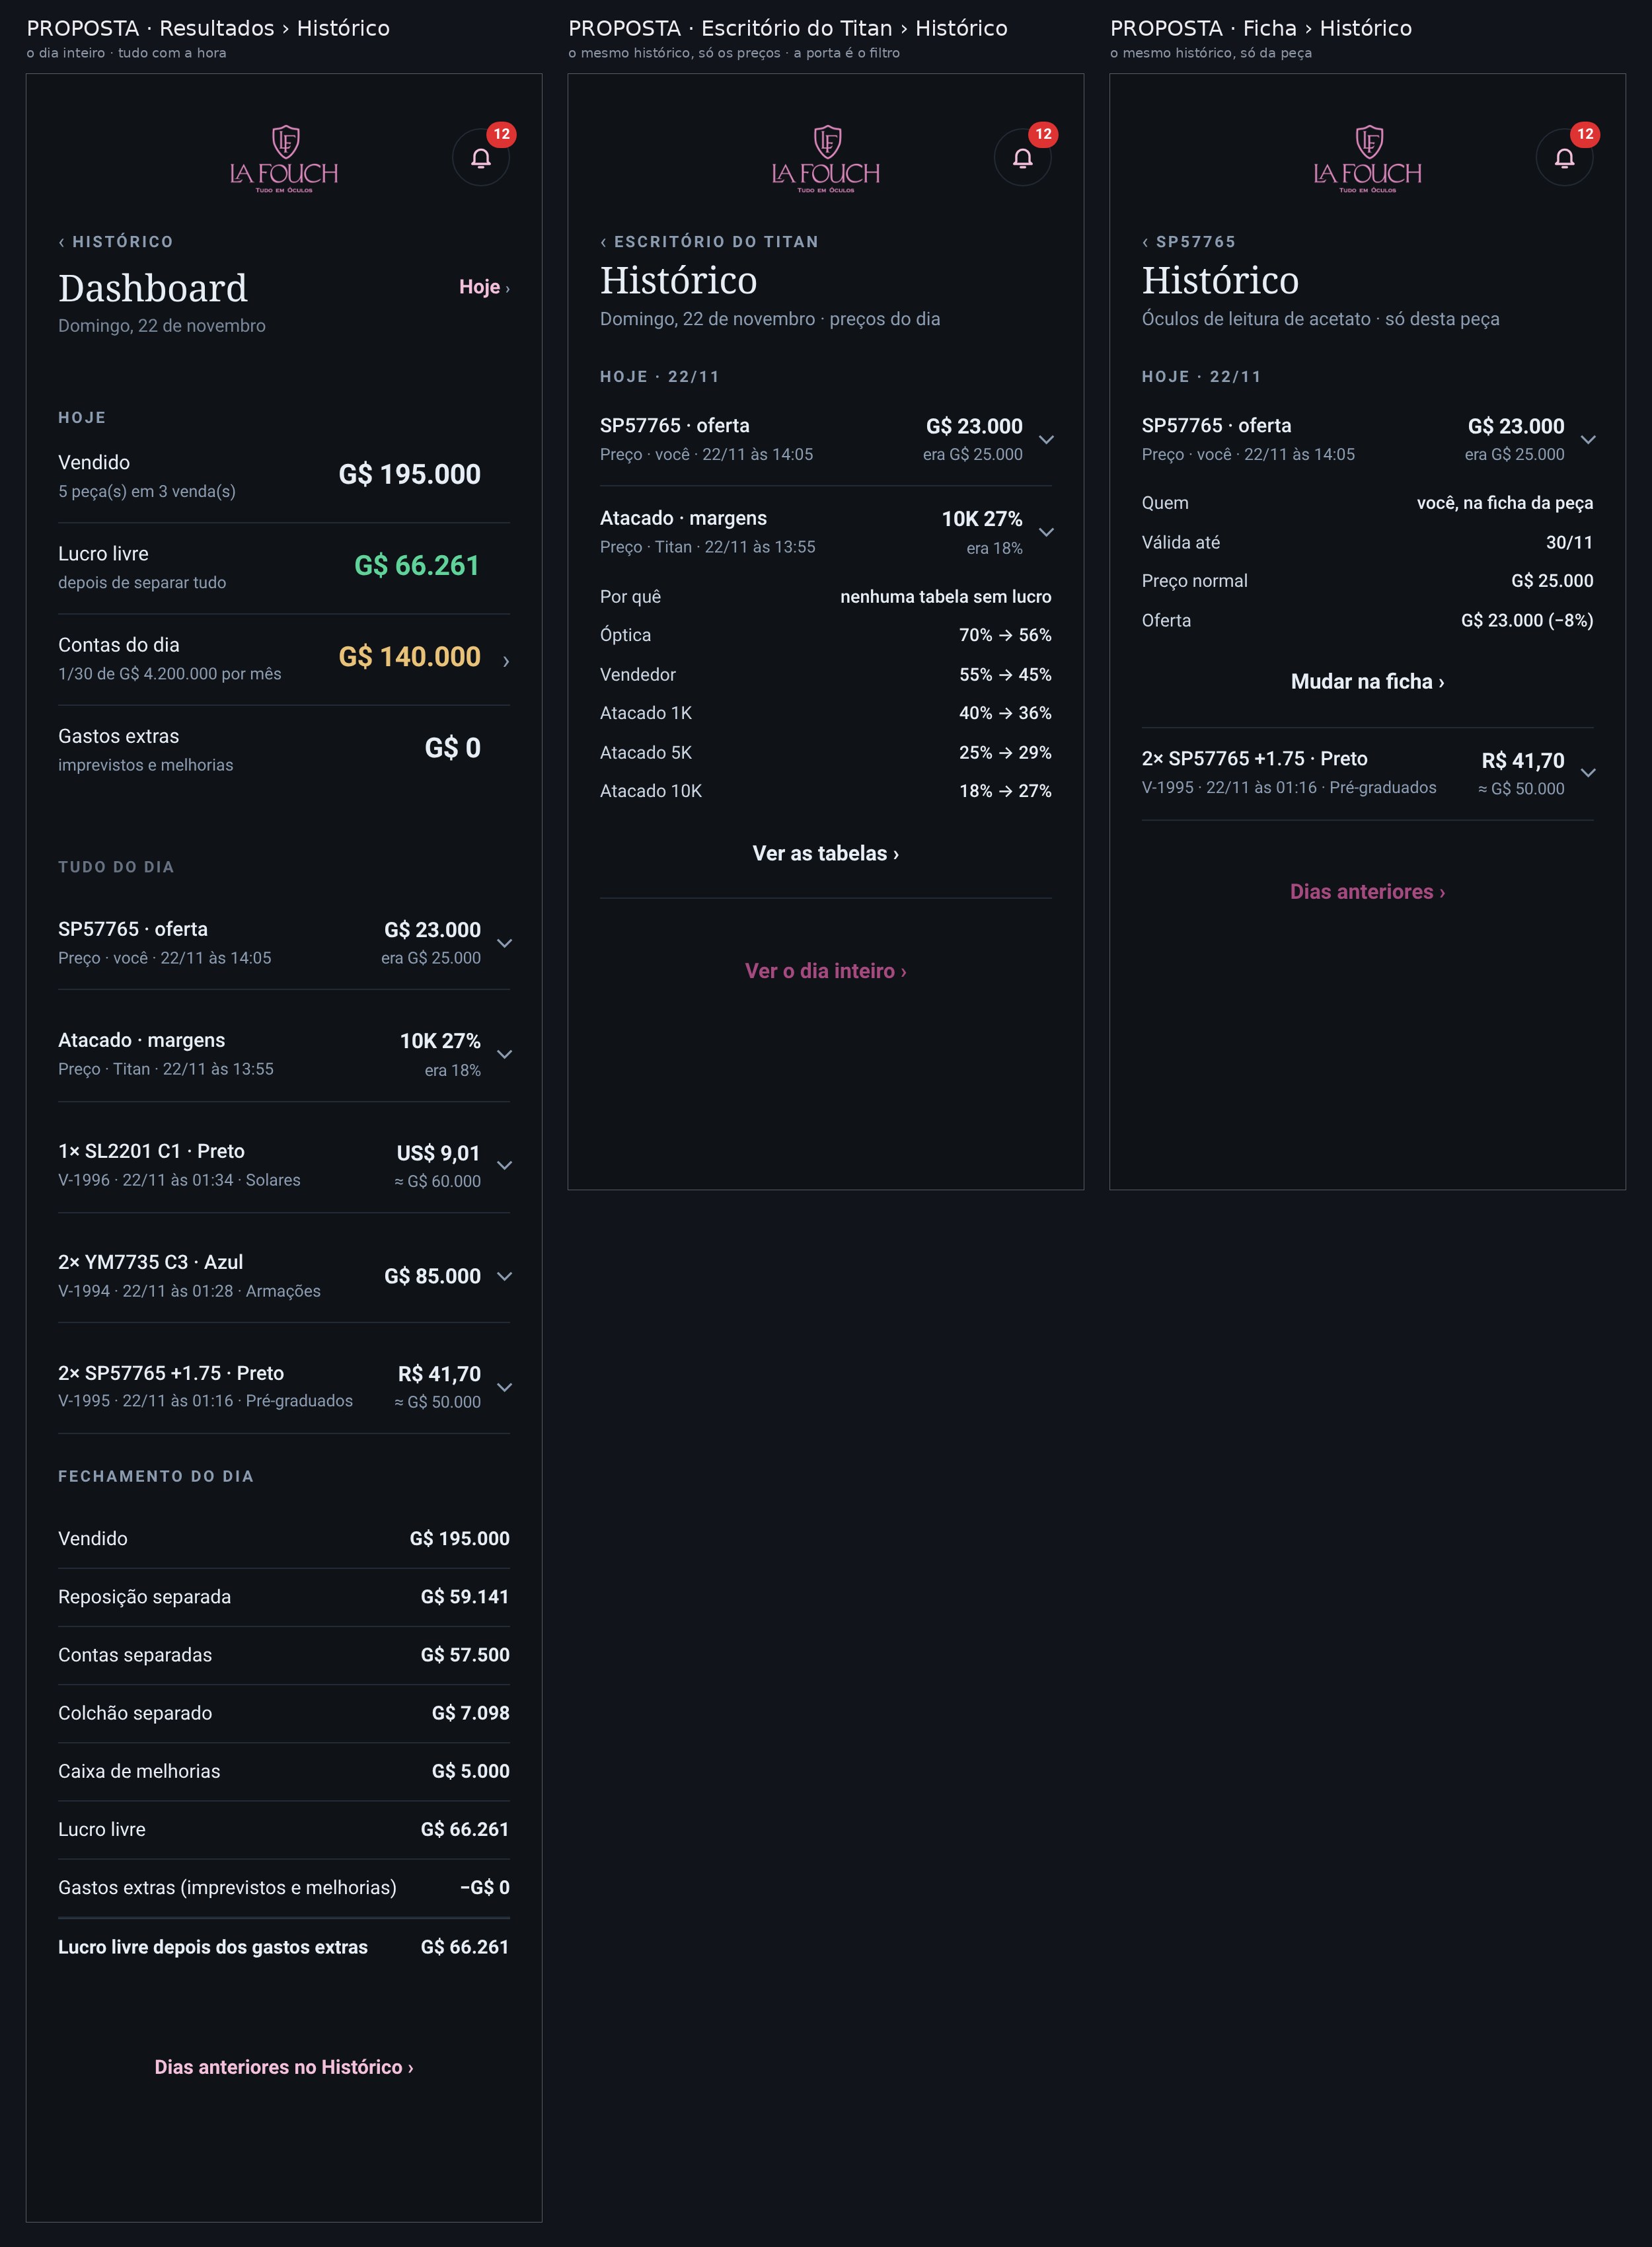 PROPOSTA · Resultados › Histórico
o dia inteiro · tudo com a hora
LF
LA FOUCH
TUDO EM ÓCULOS
12
‹ HISTÓRICO
Dashboard
Hoje ›
Domingo, 22 de novembro
HOJE
Vendido
G$ 195.000
5 peça(s) em 3 venda(s)
Lucro livre
G$ 66.261
depois de separar tudo
Contas do dia
G$ 140.000 ›
1/30 de G$ 4.200.000 por mês
Gastos extras
G$ 0
imprevistos e melhorias
TUDO DO DIA
SP57765 · oferta
G$ 23.000
Preço · você · 22/11 às 14:05
era G$ 25.000
Atacado · margens
10K 27%
Preço · Titan · 22/11 às 13:55
era 18%
1× SL2201 C1 · Preto
US$ 9,01
V-1996 · 22/11 às 01:34 · Solares
≈ G$ 60.000
2× YM7735 C3 · Azul
G$ 85.000
V-1994 · 22/11 às 01:28 · Armações
2× SP57765 +1.75 · Preto
R$ 41,70
V-1995 · 22/11 às 01:16 · Pré-graduados
≈ G$ 50.000
FECHAMENTO DO DIA
Vendido G$ 195.000
Reposição separada G$ 59.141
Contas separadas G$ 57.500
Colchão separado G$ 7.098
Caixa de melhorias G$ 5.000
Lucro livre G$ 66.261
Gastos extras (imprevistos e melhorias) −G$ 0
Lucro livre depois dos gastos extras G$ 66.261
Dias anteriores no Histórico ›
PROPOSTA · Escritório do Titan › Histórico
o mesmo histórico, só os preços · a porta é o filtro
LF
LA FOUCH
TUDO EM ÓCULOS
12
‹ ESCRITÓRIO DO TITAN
Histórico
Domingo, 22 de novembro · preços do dia
HOJE · 22/11
SP57765 · oferta
G$ 23.000
Preço · você · 22/11 às 14:05
era G$ 25.000
Atacado · margens
10K 27%
Preço · Titan · 22/11 às 13:55
era 18%
Por quê nenhuma tabela sem lucro
Óptica 70% → 56%
Vendedor 55% → 45%
Atacado 1K 40% → 36%
Atacado 5K 25% → 29%
Atacado 10K 18% → 27%
Ver as tabelas ›
Ver o dia inteiro ›
PROPOSTA · Ficha › Histórico
o mesmo histórico, só da peça
LF
LA FOUCH
TUDO EM ÓCULOS
12
‹ SP57765
Histórico
Óculos de leitura de acetato · só desta peça
HOJE · 22/11
SP57765 · oferta
G$ 23.000
Preço · você · 22/11 às 14:05
era G$ 25.000
Quem você, na ficha da peça
Válida até 30/11
Preço normal G$ 25.000
Oferta G$ 23.000 (−8%)
Mudar na ficha ›
2× SP57765 +1.75 · Preto
R$ 41,70
V-1995 · 22/11 às 01:16 · Pré-graduados
≈ G$ 50.000
Dias anteriores ›